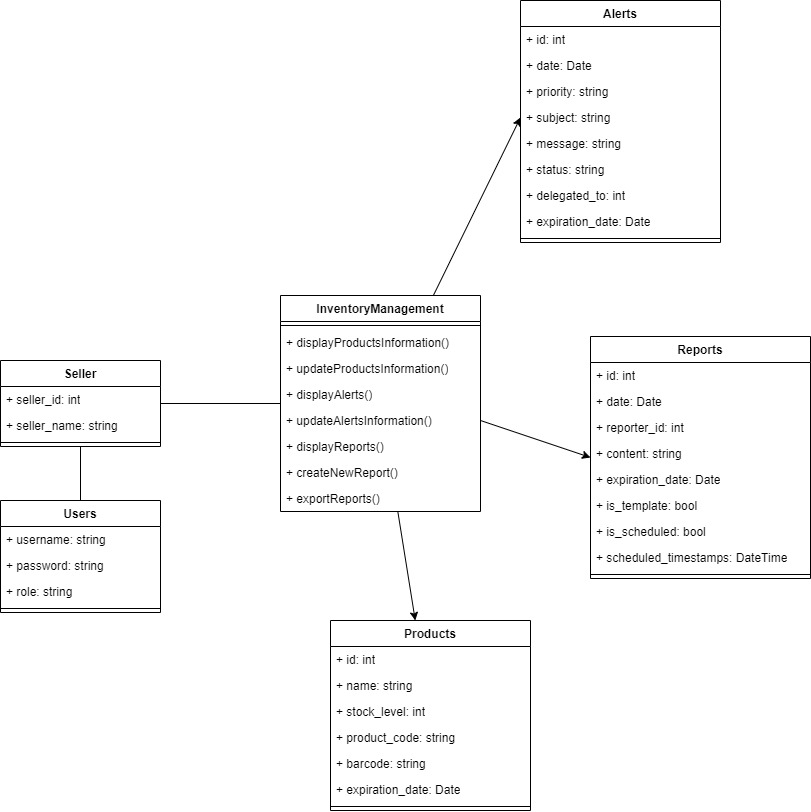 Alerts
+ id: int
+ date: Date
+ priority: string
+ subject: string
+ message: string
+ status: string
+ delegated_to: int
+ expiration_date: Date
InventoryManagement
+ displayProductsInformation()
+ updateProductsInformation()
+ displayAlerts()
+ updateAlertsInformation()
+ displayReports()
+ createNewReport()
+ exportReports()
Reports
+ id: int
+ date: Date
+ reporter_id: int
+ content: string
+ expiration_date: Date
+ is_template: bool
+ is_scheduled: bool
+ scheduled_timestamps: DateTime
Seller
+ seller_id: int
+ seller_name: string
Users
+ username: string
+ password: string
+ role: string
Products
+ id: int
+ name: string
+ stock_level: int
+ product_code: string
+ barcode: string
+ expiration_date: Date